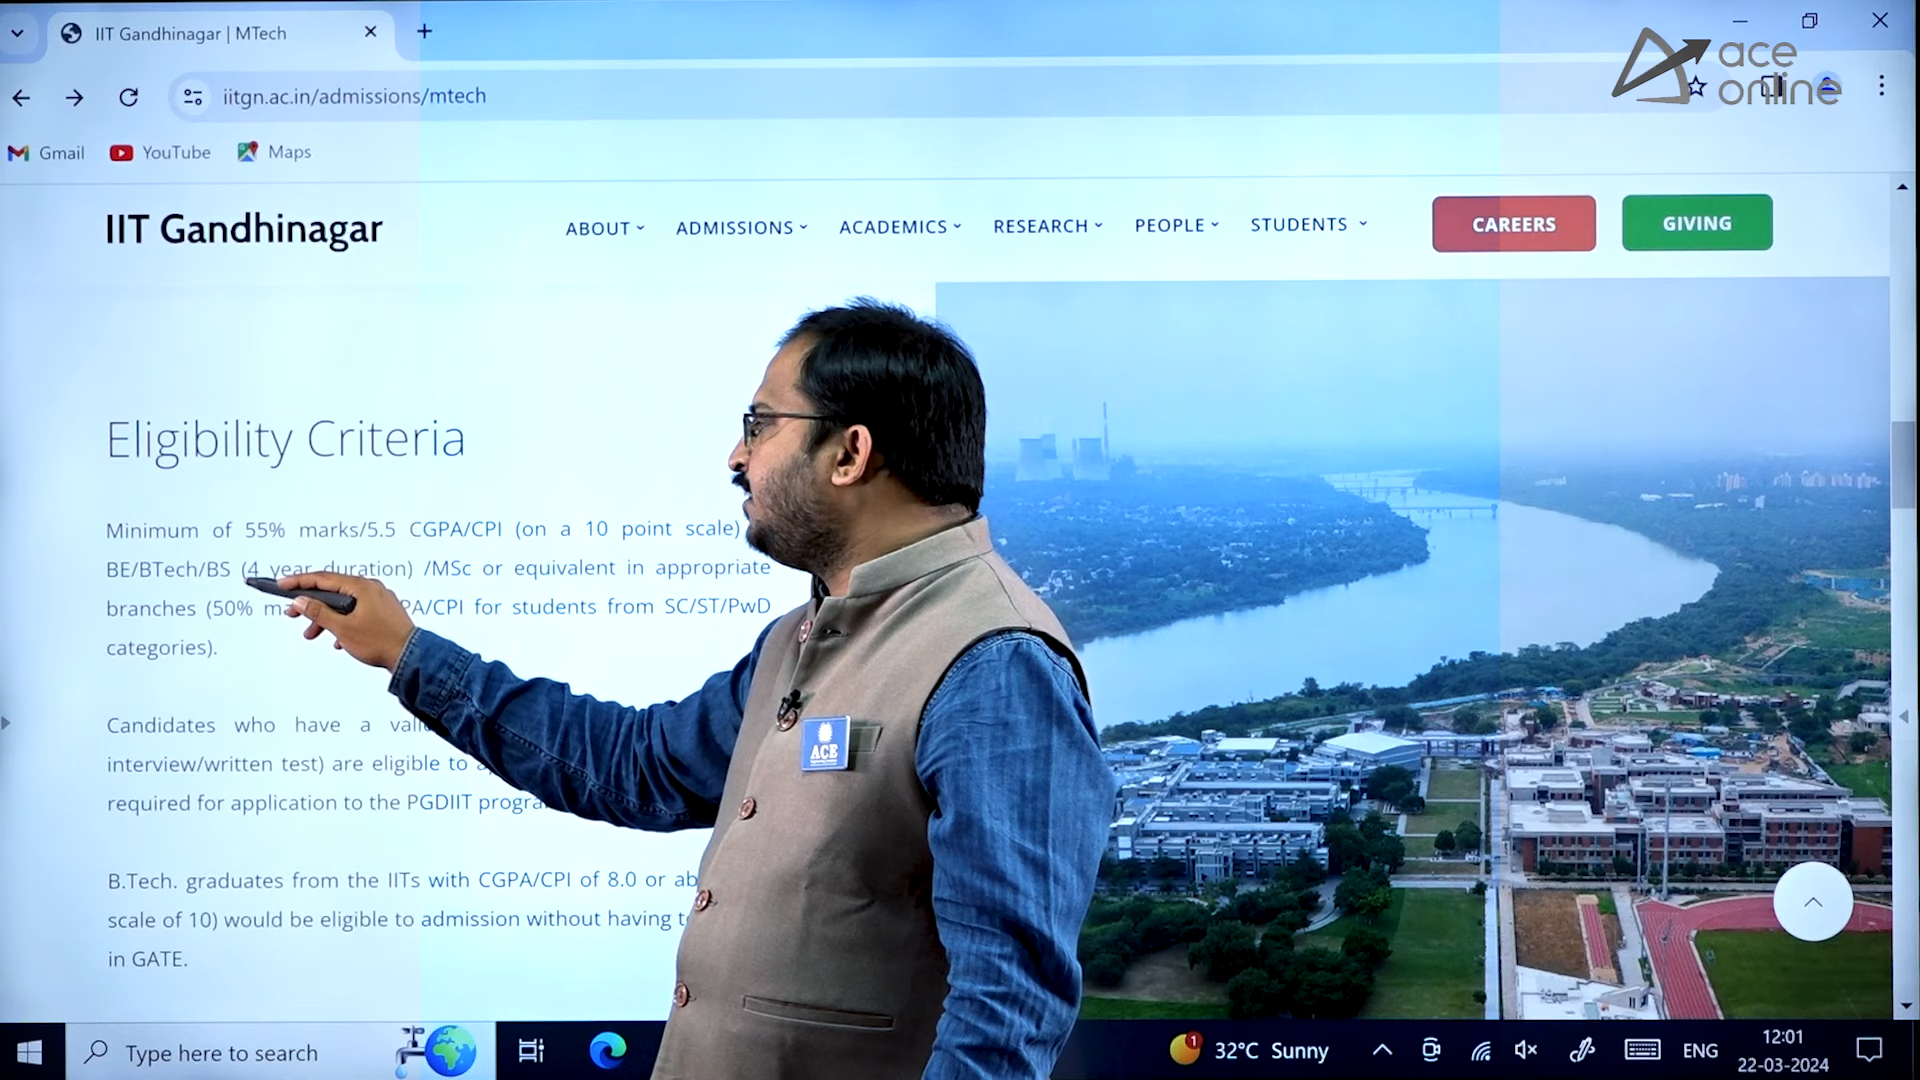 IIT Gandhinagar | MTech
ace
online
iitgn.ac.in/admissions/mtech
Gmail YouTube Maps
IIT Gandhinagar
ABOUT ADMISSIONS ACADEMICS RESEARCH PEOPLE STUDENTS CAREERS GIVING
Eligibility Criteria
Minimum of 55% marks/5.5 CGPA/CPI (on a 10 point scale)
BE/BTech/BS (4 year duration) /MSc or equivalent in appropriate
branches (50% PA/CPI for students from SC/ST/PwD
categories).
Candidates who have a
interview/written test) are eligible to
required for application to the PGDIIT
B.Tech. graduates from the IITs with CGPA/CPI of 8.0 or
scale of 10) would be eligible to admission without having
in GATE.
ACE
Type here to search
1
32°C Sunny
ENG
12:01
22-03-2024